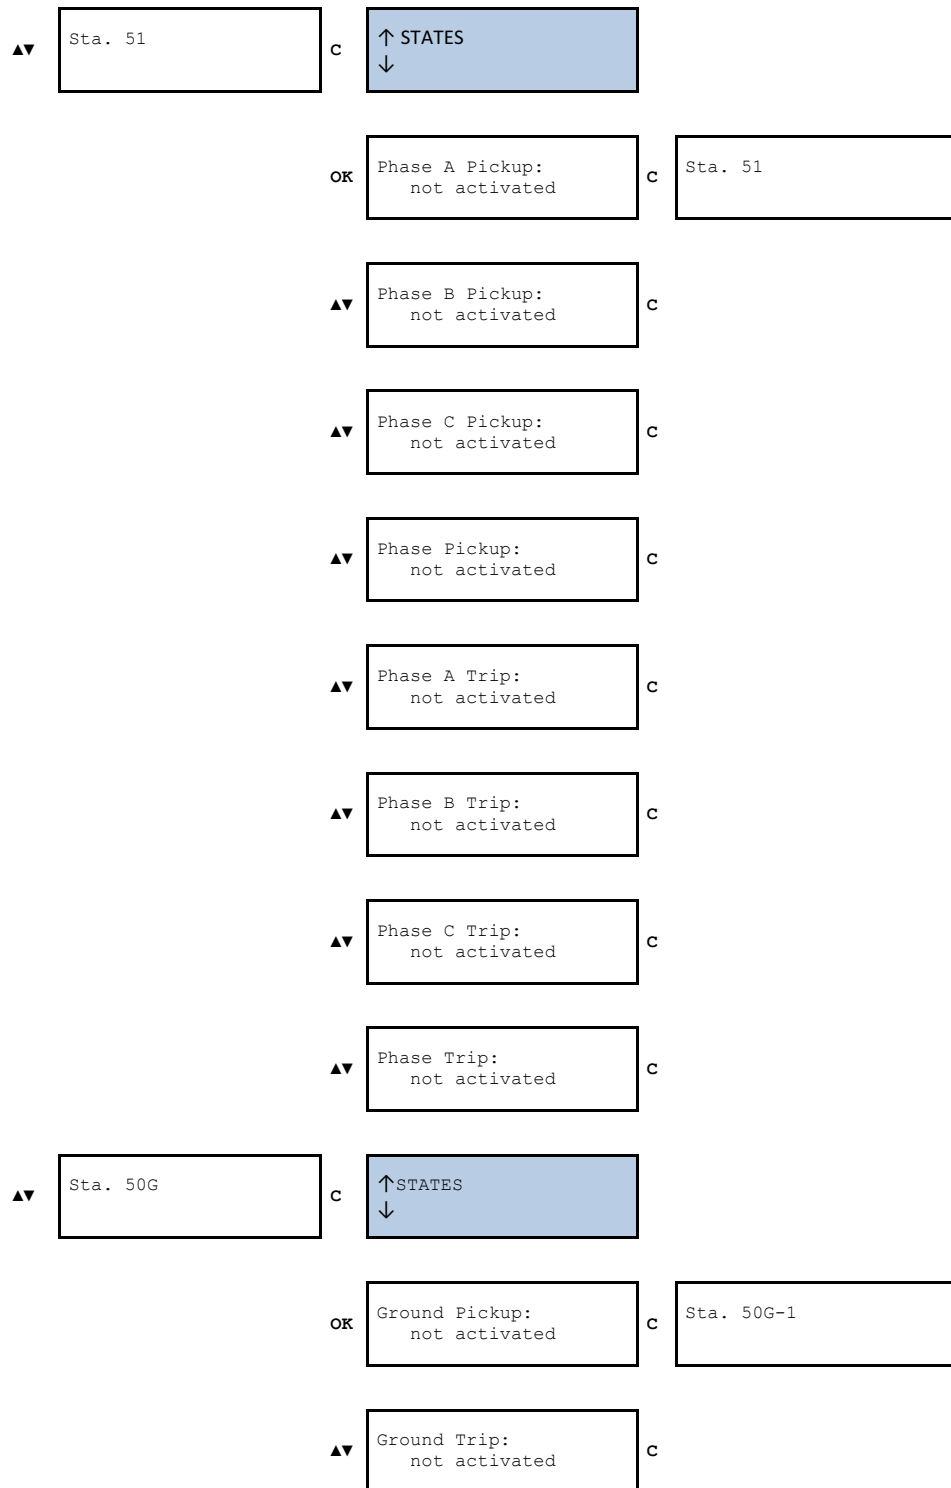 ▲▼ Sta. 51 C ↑ STATES
↓
OK Phase A Pickup: C Sta. 51
not activated
▲▼ Phase B Pickup: C
not activated
▲▼ Phase C Pickup: C
not activated
▲▼ Phase Pickup: C
not activated
▲▼ Phase A Trip: C
not activated
▲▼ Phase B Trip: C
not activated
▲▼ Phase C Trip: C
not activated
▲▼ Phase Trip: C
not activated
▲▼ Sta. 50G C ↑STATES
↓
OK Ground Pickup: C Sta. 50G-1
not activated
▲▼ Ground Trip: C
not activated